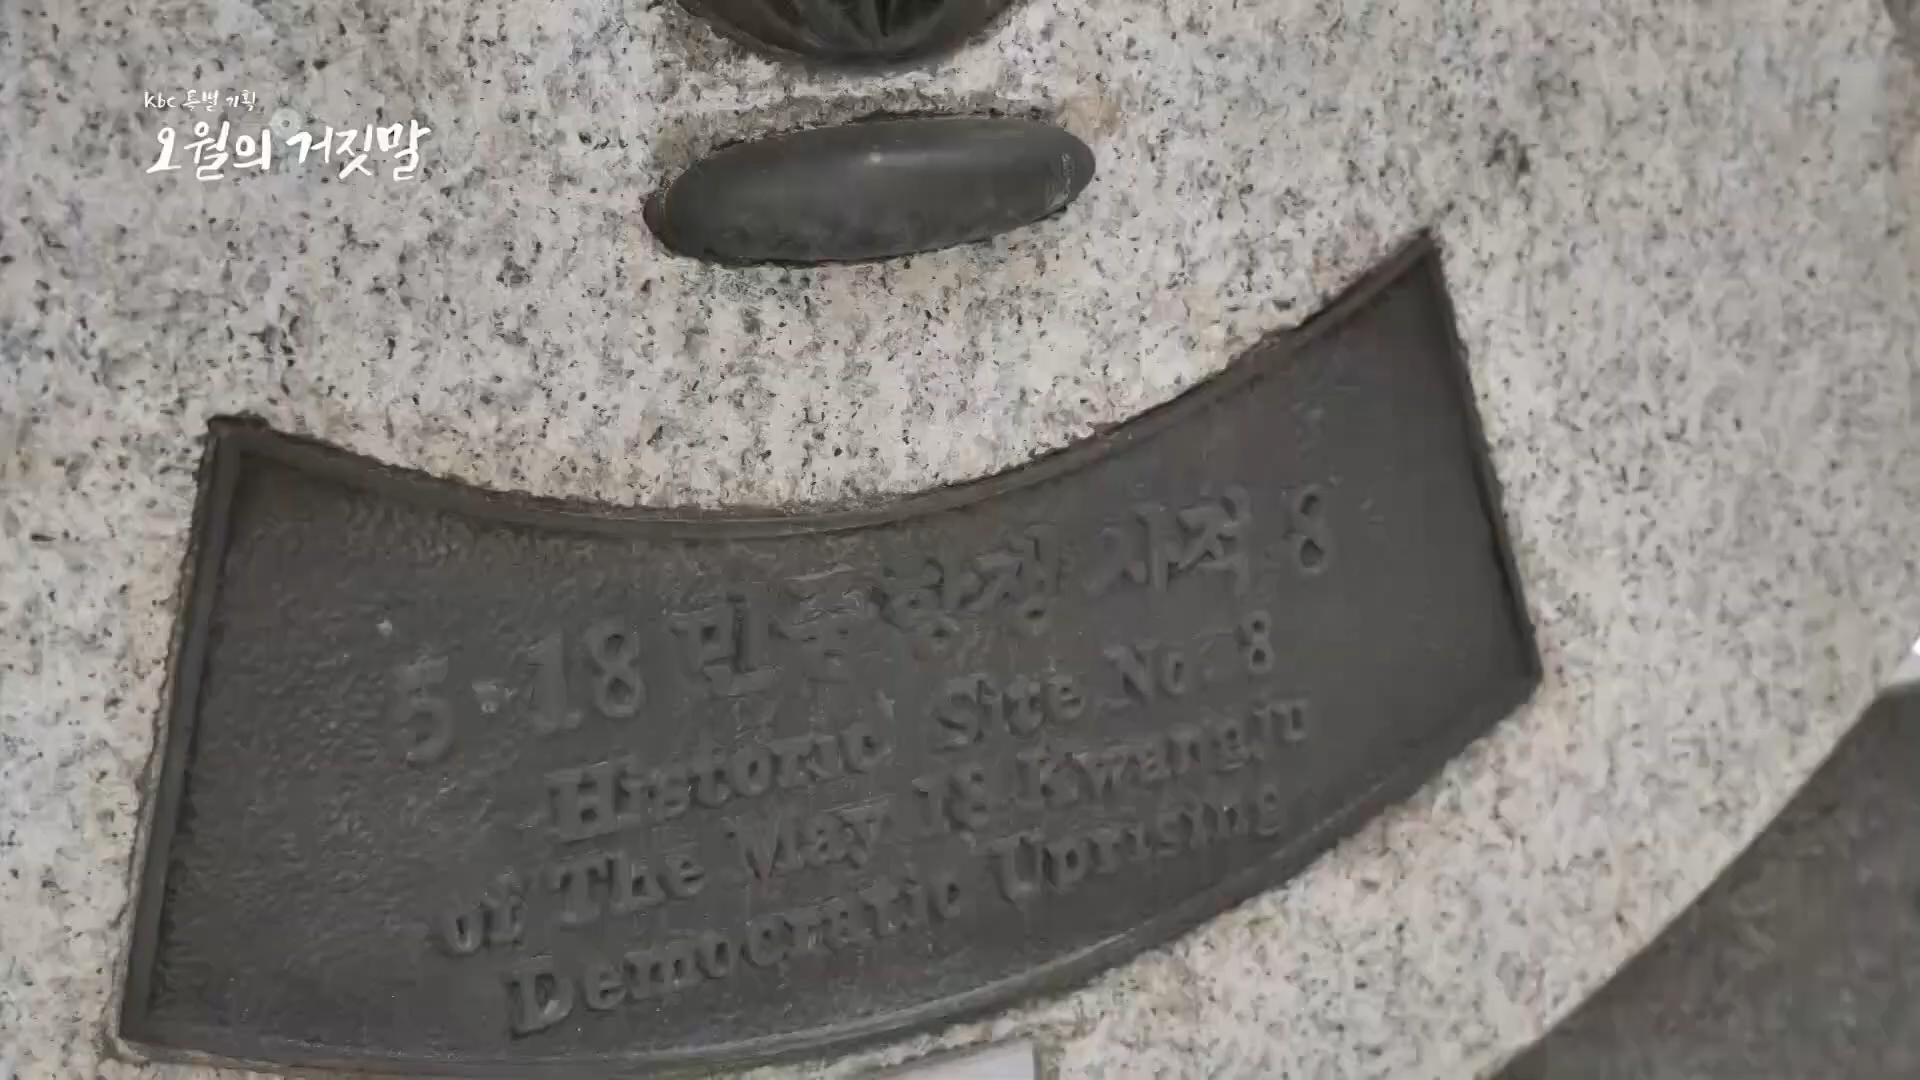 kbc 특별기획
오월의 거짓말
5-18 민중항쟁 사적 8
Historic Site No. 8
of The May 18 Kwangju
Democratic Uprising